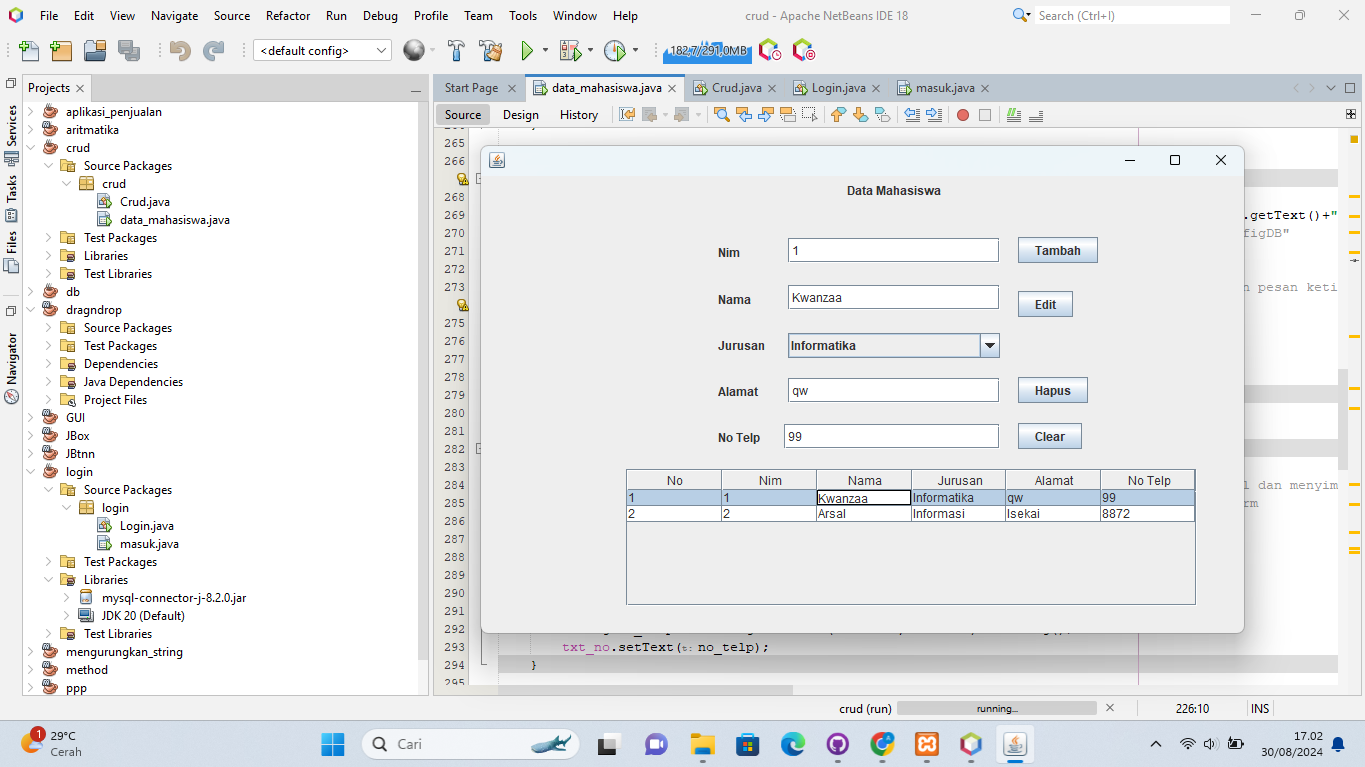 File Edit View Navigate Source Refactor Run Debug Profile Team Tools Window Help
crud - Apache NetBeans IDE 18
Search (Ctrl+I)
<default config>
182,7/291,0MB
Projects
Services
Tasks
Files
Navigator
aplikasi_penjualan
aritmatika
crud
Source Packages
crud
Crud.java
data_mahasiswa.java
Test Packages
Libraries
Test Libraries
db
dragndrop
Source Packages
Test Packages
Dependencies
Java Dependencies
Project Files
GUI
JBox
JBtnn
login
Source Packages
login
Login.java
masuk.java
Test Packages
Libraries
mysql-connector-j-8.2.0.jar
JDK 20 (Default)
Test Libraries
mengurungkan_string
method
ppp
Start Page data_mahasiswa.java Crud.java Login.java masuk.java
Source Design History
265
266
268
269 .getText()+"
270 figDB"
271
272
273 n pesan keti
275
276
277
278
279
280
281
282
283
284 l dan menyim
285 rm
286
287
288
289
290
291
292
293 txt_no.setText(t: no_telp);
294 }
295
Data Mahasiswa
Nim 1 Tambah
Nama Kwanzaa Edit
Jurusan Informatika
Alamat qw Hapus
No Telp 99 Clear
No Nim Nama Jurusan Alamat No Telp
1 1 Kwanzaa Informatika qw 99
2 2 Arsal Informasi Isekai 8872
crud (run) running... 226:10 INS
1
29°C
Cerah
Cari
17.02
30/08/2024